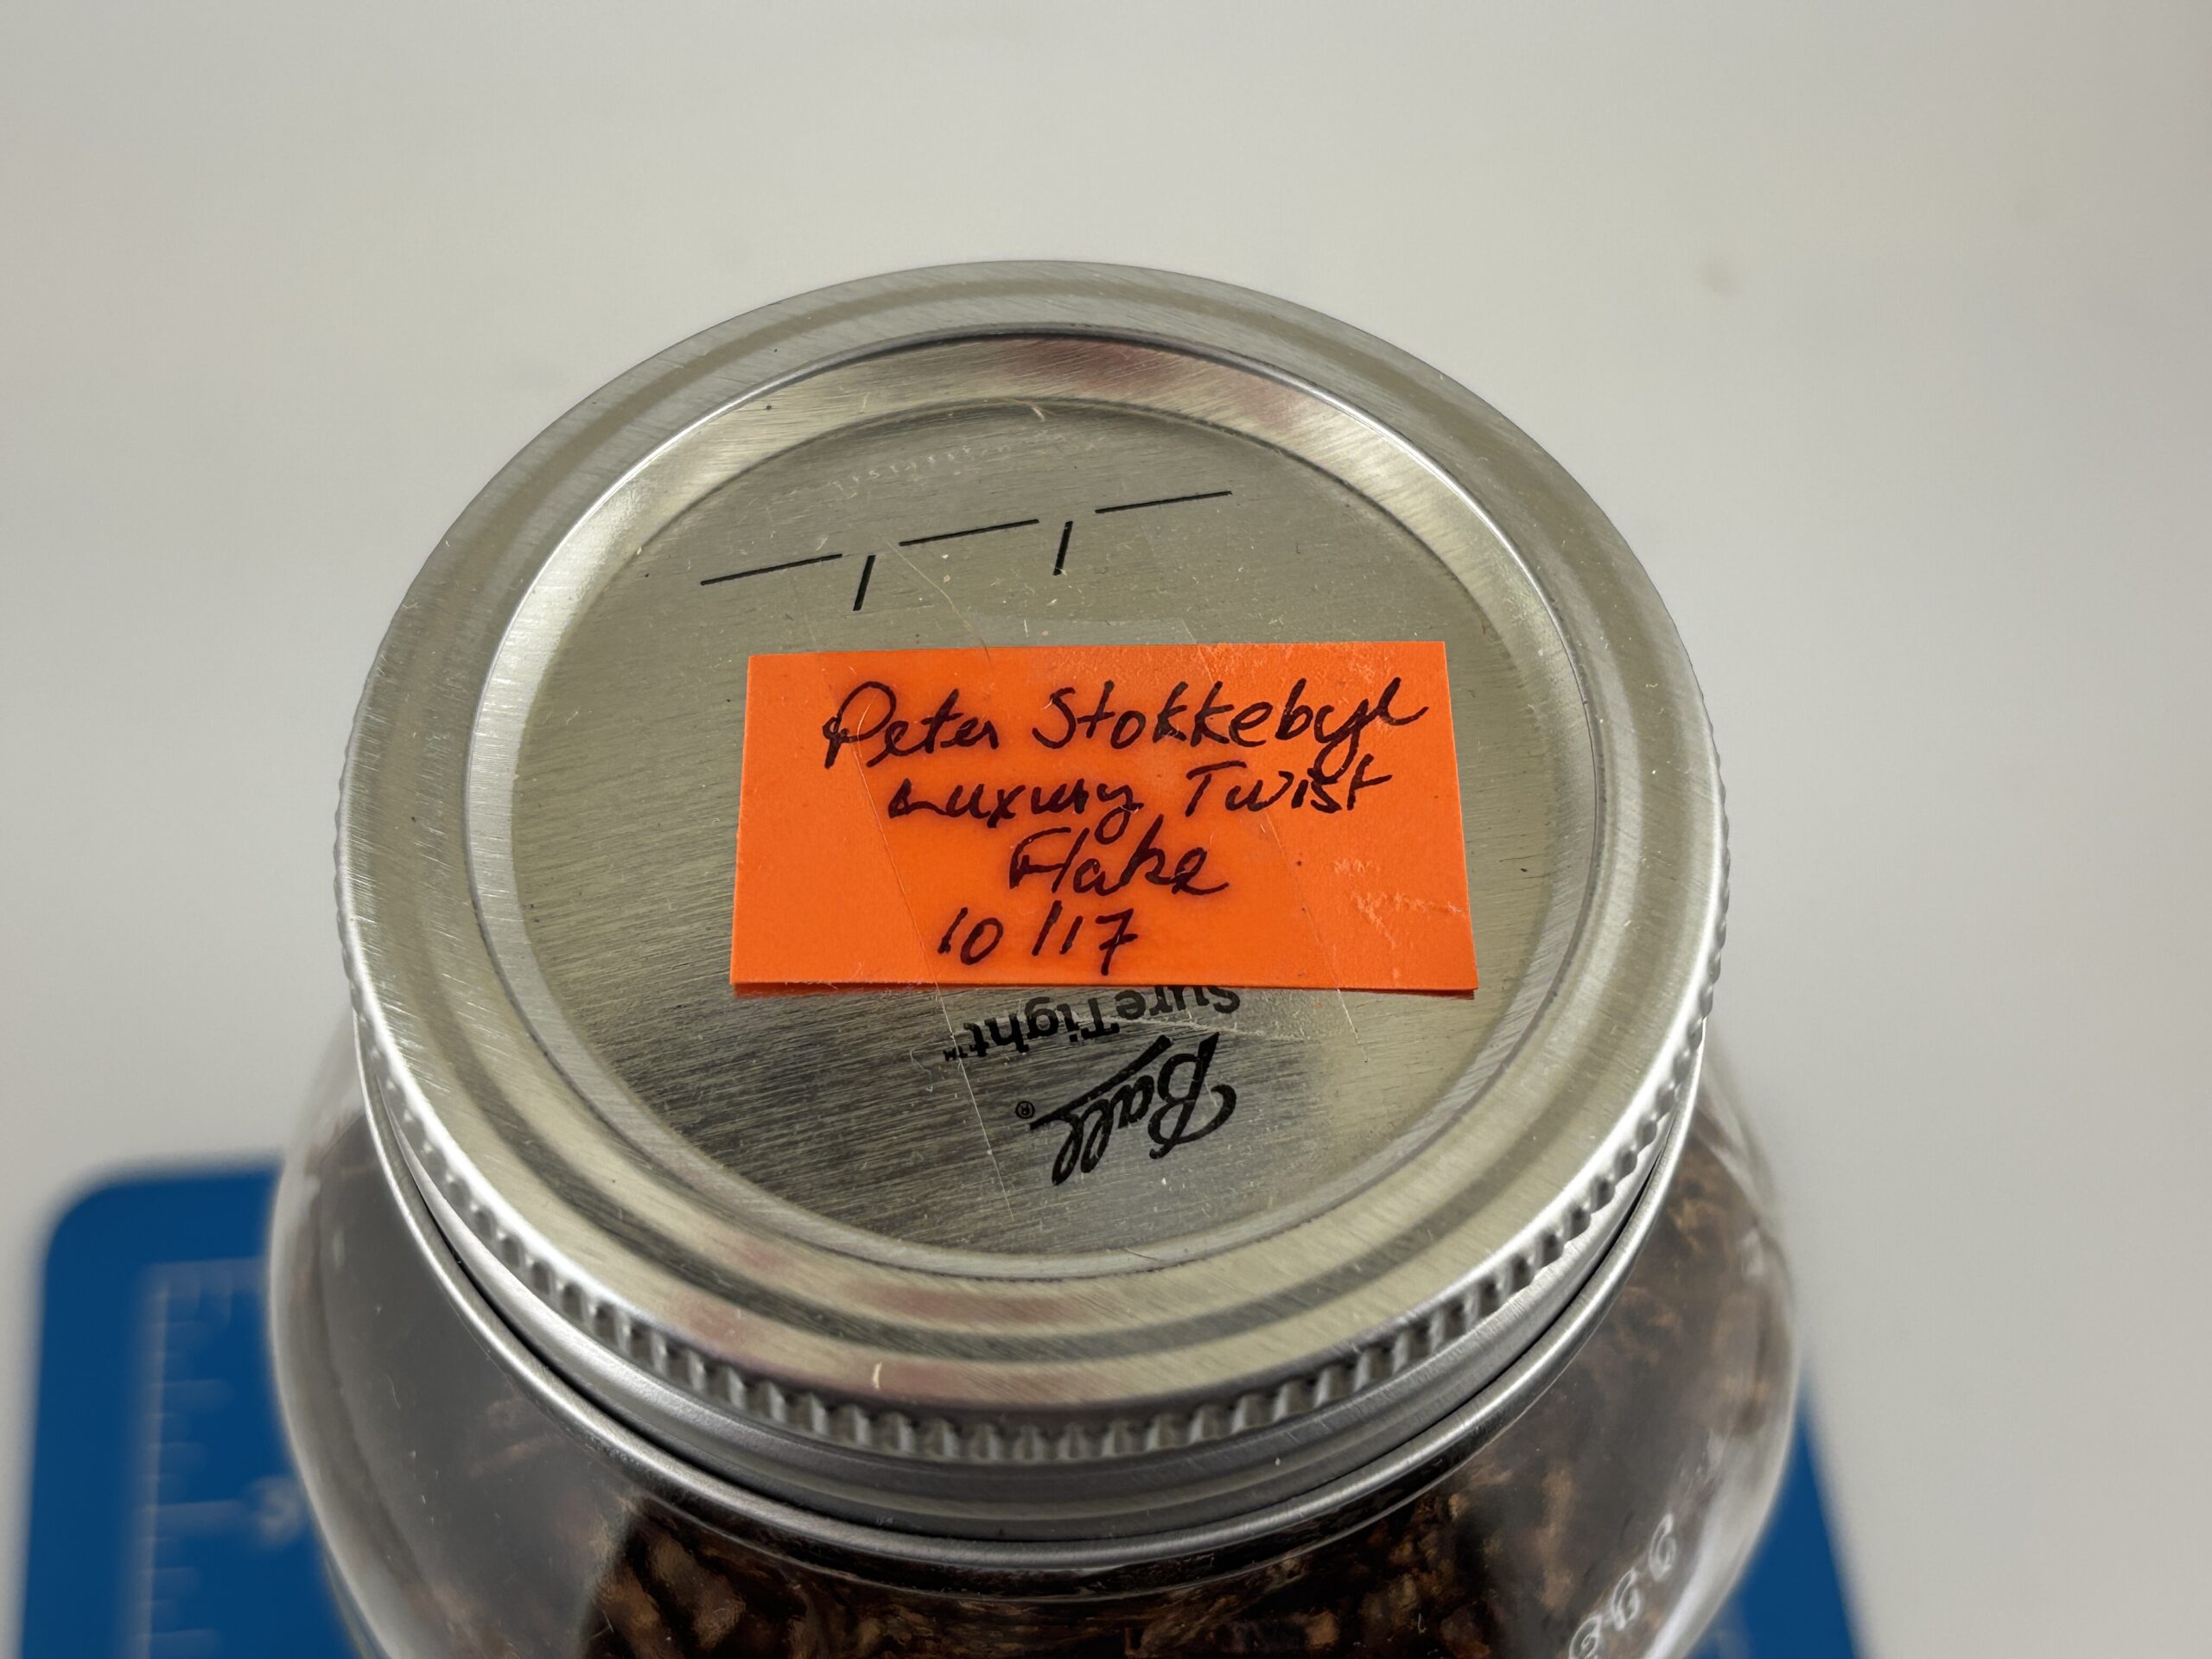 Peter Stokkebye
Luxury Twist
Flake
10/17
SureTight™
Ball®